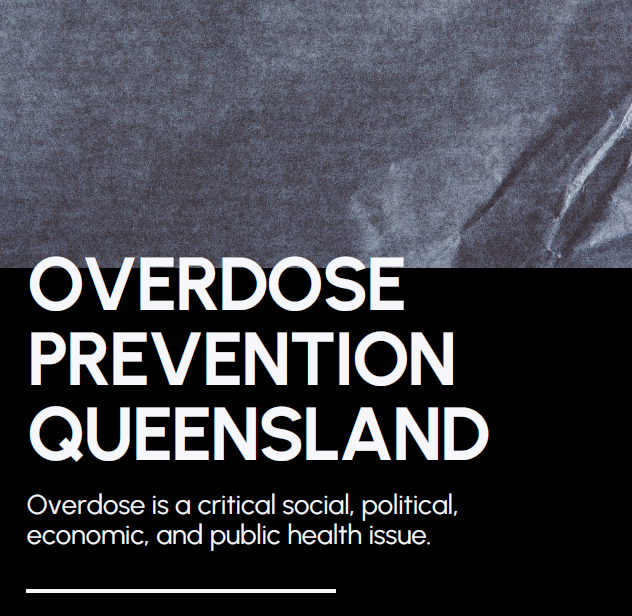 OVERDOSE
PREVENTION
QUEENSLAND
Overdose is a critical social, political,
economic, and public health issue.